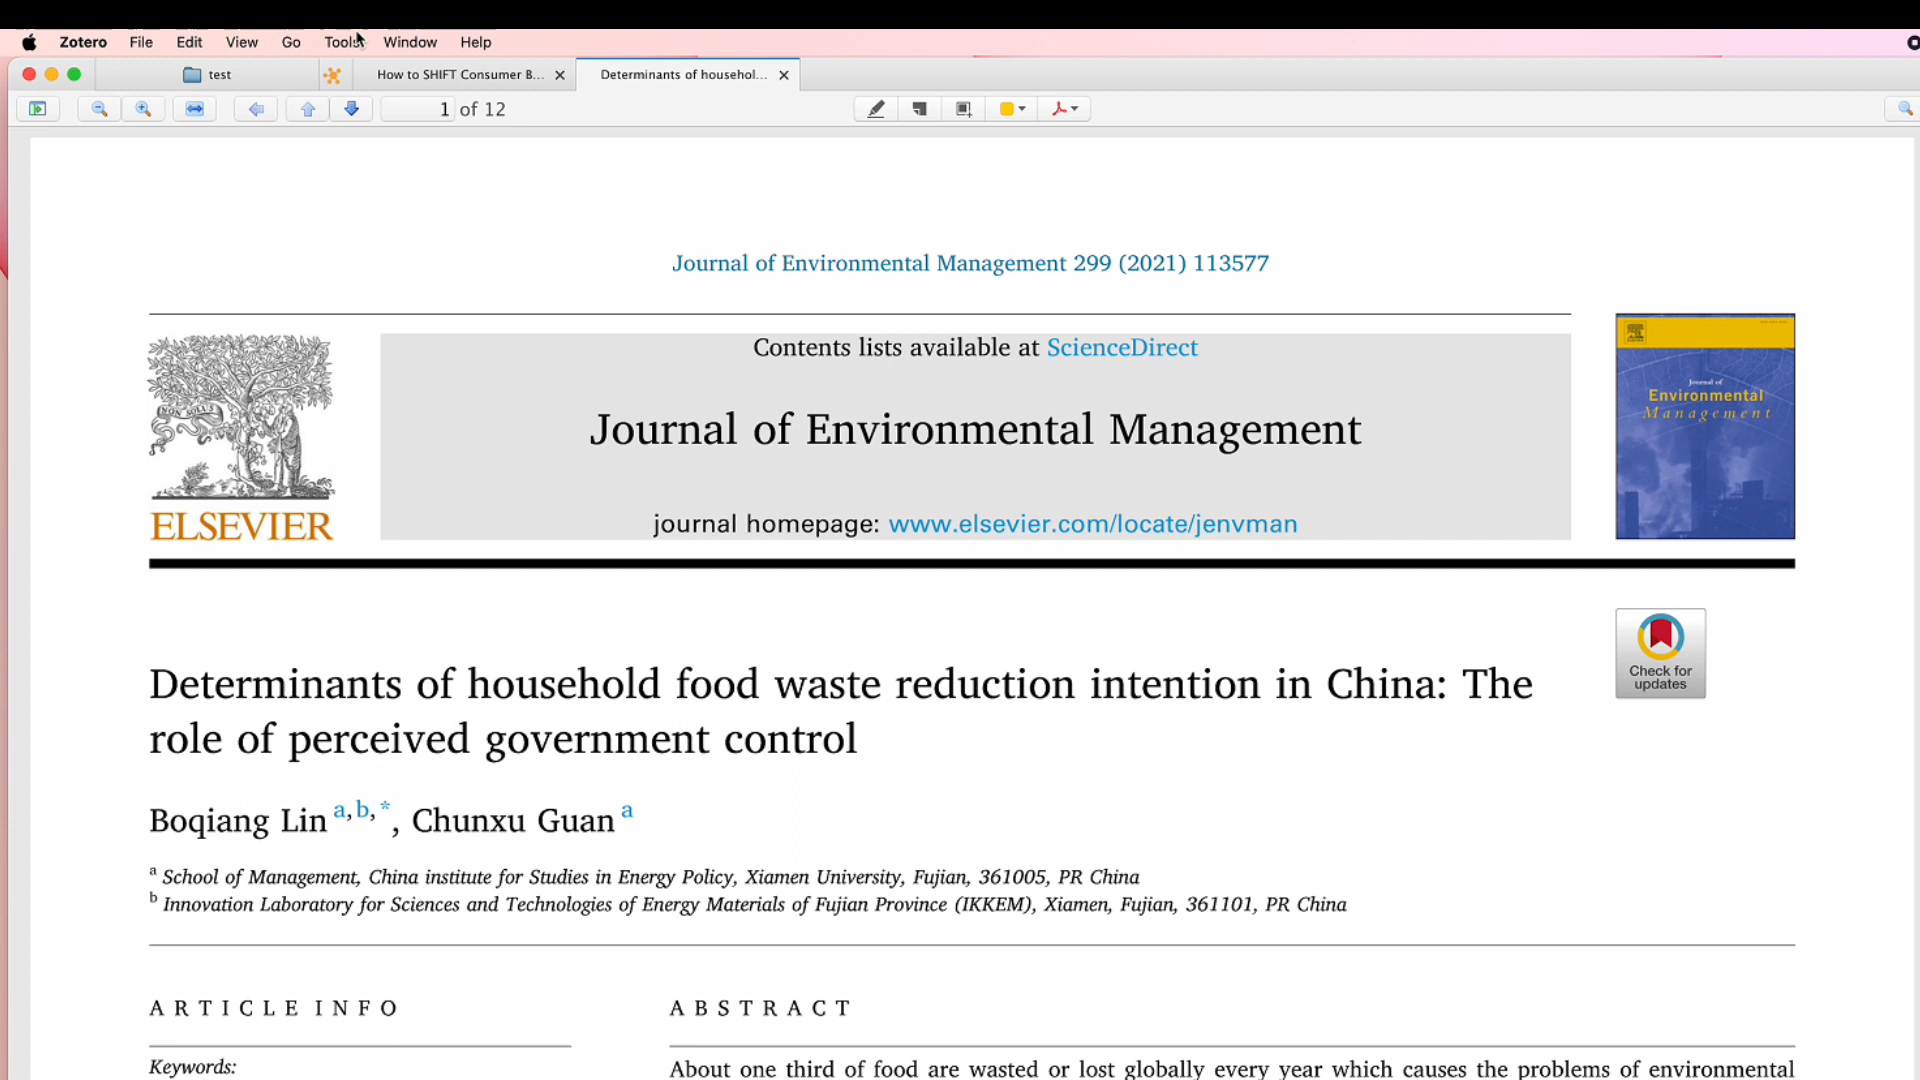 Zotero File Edit View Go Tools Window Help
test How to SHIFT Consumer B... Determinants of househol...
1 of 12
Journal of Environmental Management 299 (2021) 113577
Contents lists available at ScienceDirect
Journal of Environmental Management
journal homepage: www.elsevier.com/locate/jenvman
NON SOLUS
ELSEVIER
Journal of
Environmental
Management
Check for
updates
Determinants of household food waste reduction intention in China: The
role of perceived government control
Boqiang Lin a,b,*, Chunxu Guan a
a School of Management, China institute for Studies in Energy Policy, Xiamen University, Fujian, 361005, PR China
b Innovation Laboratory for Sciences and Technologies of Energy Materials of Fujian Province (IKKEM), Xiamen, Fujian, 361101, PR China
ARTICLE INFO
Keywords:
ABSTRACT
About one third of food are wasted or lost globally every year which causes the problems of environmental